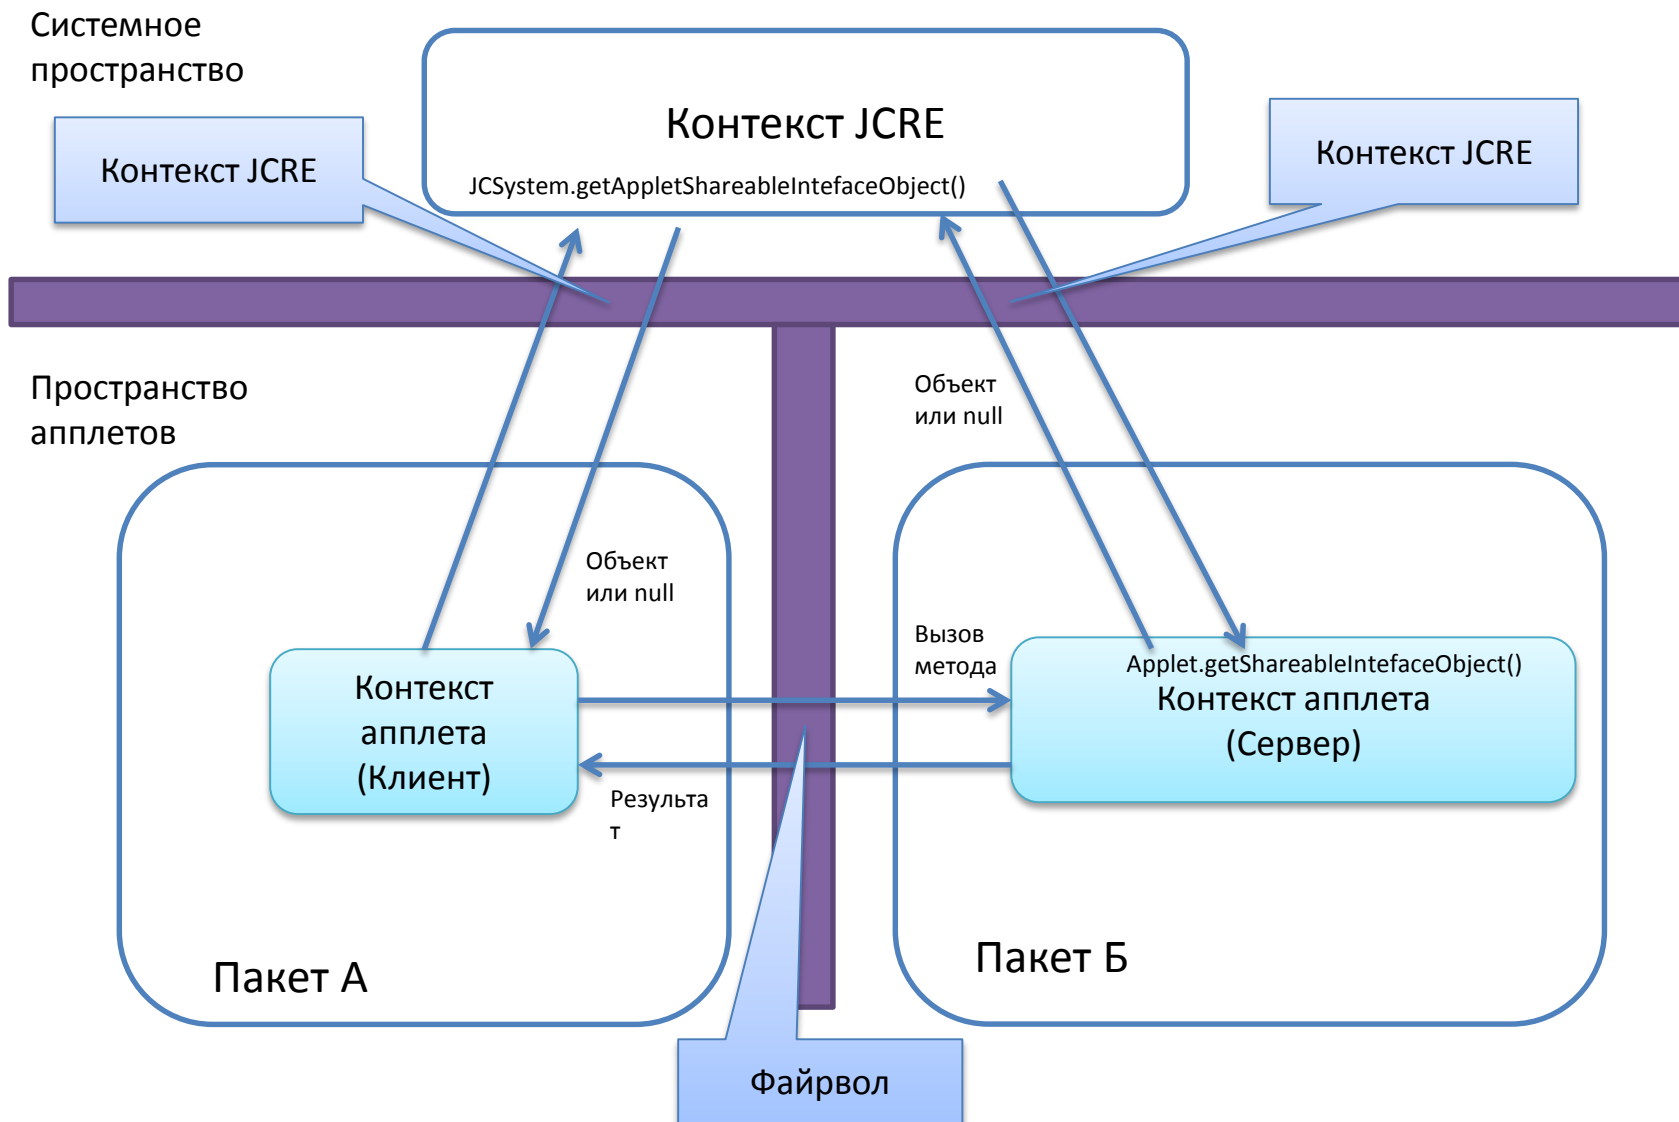 Системное
пространство
Контекст JCRE
JCSystem.getAppletShareableIntefaceObject()
Контекст JCRE
Контекст JCRE
Пространство
апплетов
Объект
или null
Объект
или null
Вызов
метода
Applet.getShareableIntefaceObject()
Контекст апплета
(Сервер)
Контекст
апплета
(Клиент)
Результа
т
Пакет А
Пакет Б
Файрвол